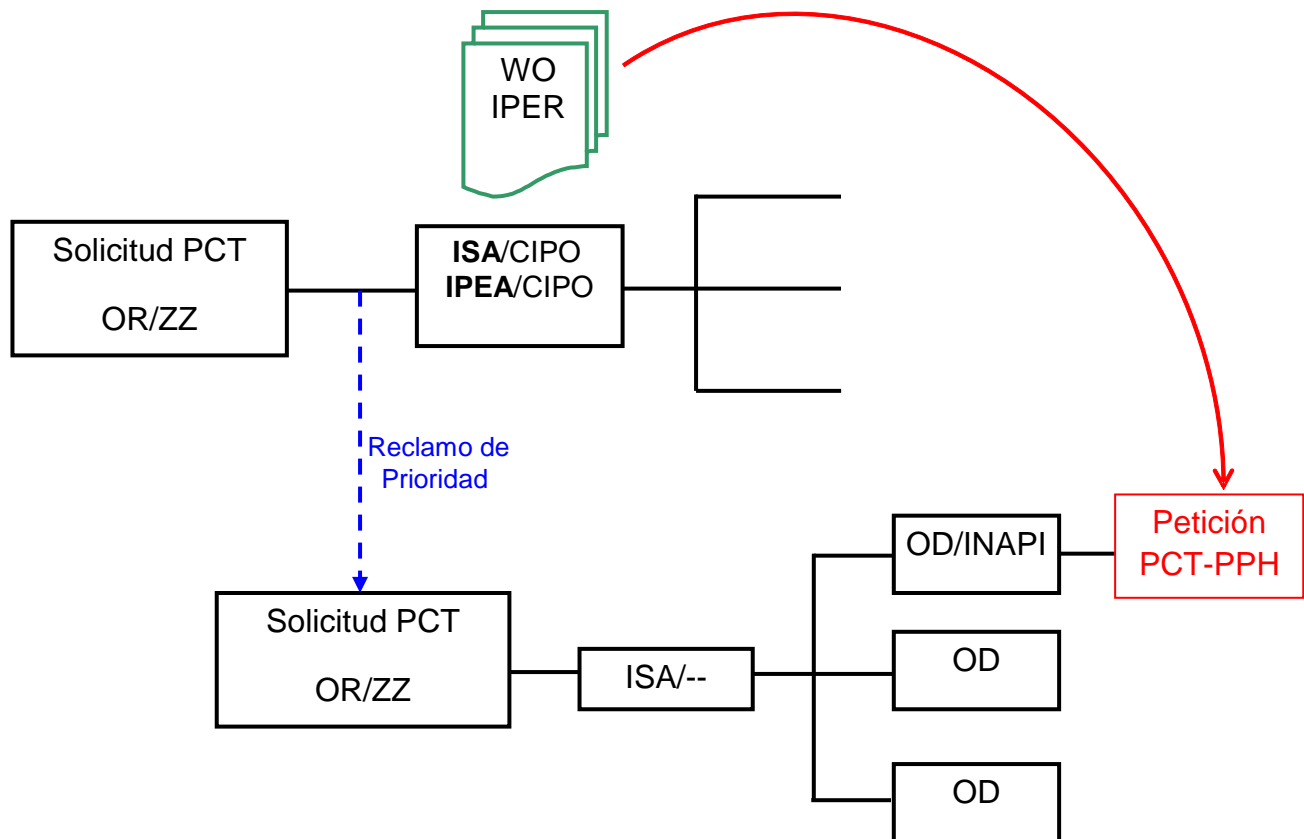 WO
IPER
Solicitud PCT
OR/ZZ
ISA/CIPO
IPEA/CIPO
Reclamo de
Prioridad
Solicitud PCT
OR/ZZ
ISA/--
OD/INAPI
Petición
PCT-PPH
OD
OD